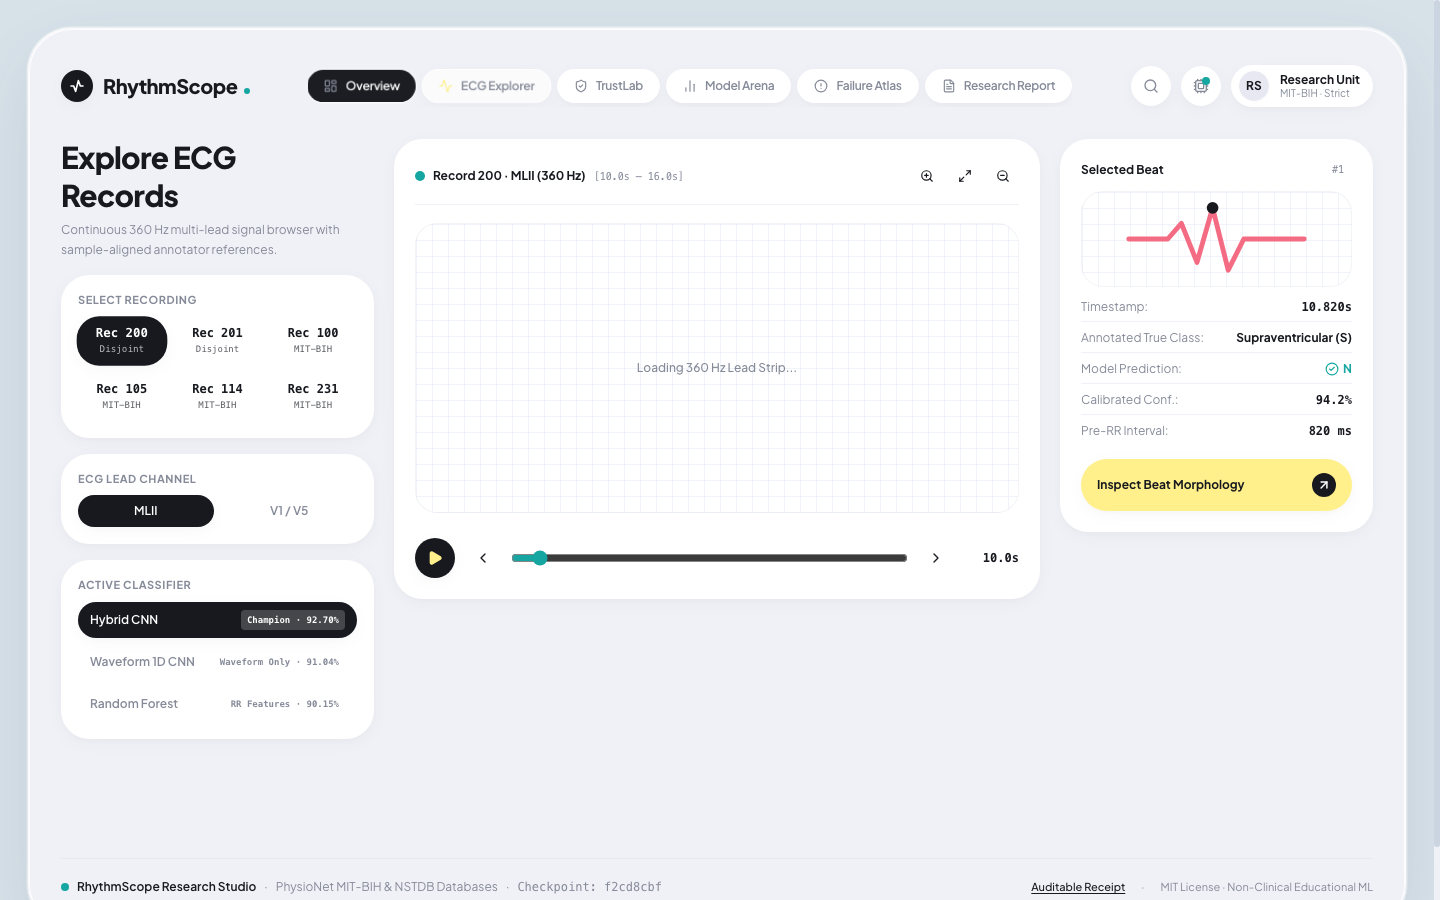 RhythmScope
Overview
ECG Explorer
TrustLab
Model Arena
Failure Atlas
Research Report
RS
Research Unit
MIT-BIH · Strict
Explore ECG
Records
Continuous 360 Hz multi-lead signal browser with
sample-aligned annotator references.
SELECT RECORDING
Rec 200
Disjoint
Rec 201
Disjoint
Rec 100
MIT-BIH
Rec 105
MIT-BIH
Rec 114
MIT-BIH
Rec 231
MIT-BIH
ECG LEAD CHANNEL
MLII
V1 / V5
ACTIVE CLASSIFIER
Hybrid CNN
Champion · 92.70%
Waveform 1D CNN
Waveform Only · 91.04%
Random Forest
RR Features · 90.15%
Record 200 · MLII (360 Hz) [10.0s – 16.0s]
Loading 360 Hz Lead Strip...
10.0s
Selected Beat
#1
Timestamp: 10.820s
Annotated True Class: Supraventricular (S)
Model Prediction: N
Calibrated Conf.: 94.2%
Pre-RR Interval: 820 ms
Inspect Beat Morphology
RhythmScope Research Studio · PhysioNet MIT-BIH & NSTDB Databases · Checkpoint: f2cd8cbf
Auditable Receipt · MIT License · Non-Clinical Educational ML